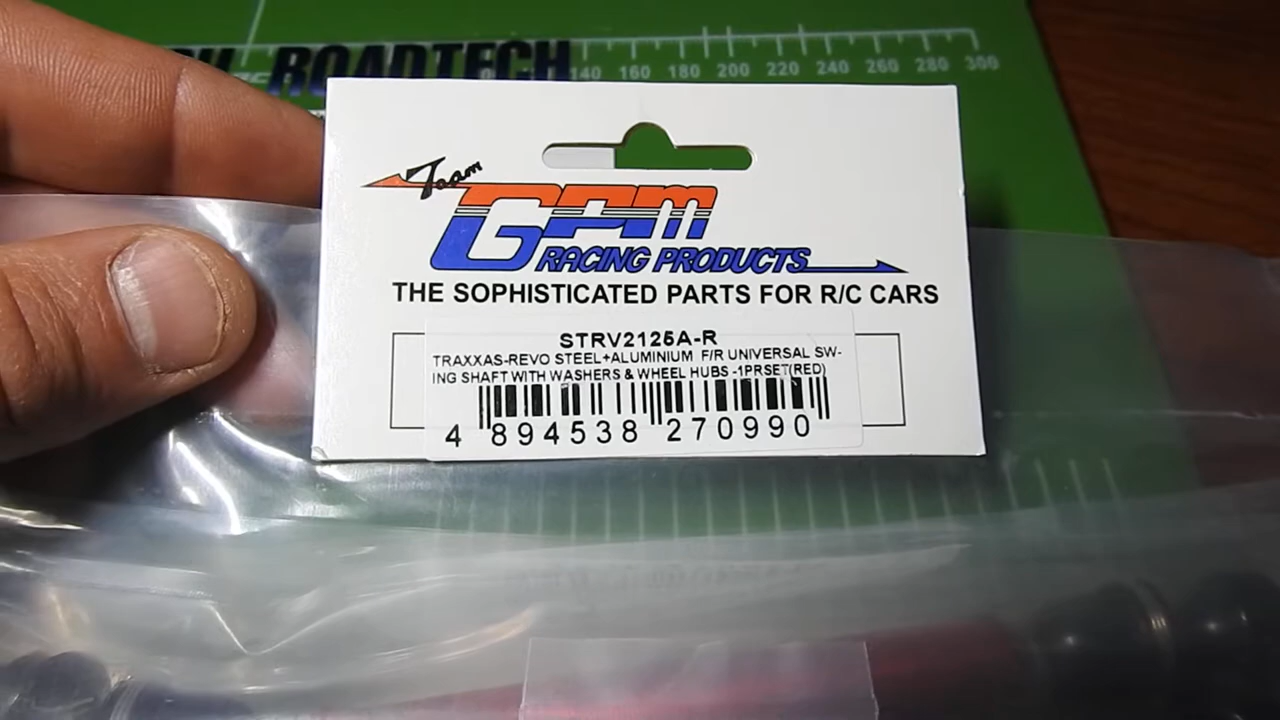 ROADTECH
140 160 180 200 220 240 260 280 300
Team
GPM
RACING PRODUCTS
THE SOPHISTICATED PARTS FOR R/C CARS
STRV2125A-R
TRAXXAS-REVO STEEL+ALUMINIUM F/R UNIVERSAL SW-
ING SHAFT WITH WASHERS & WHEEL HUBS -1PRSET(RED)
4 894538 270990